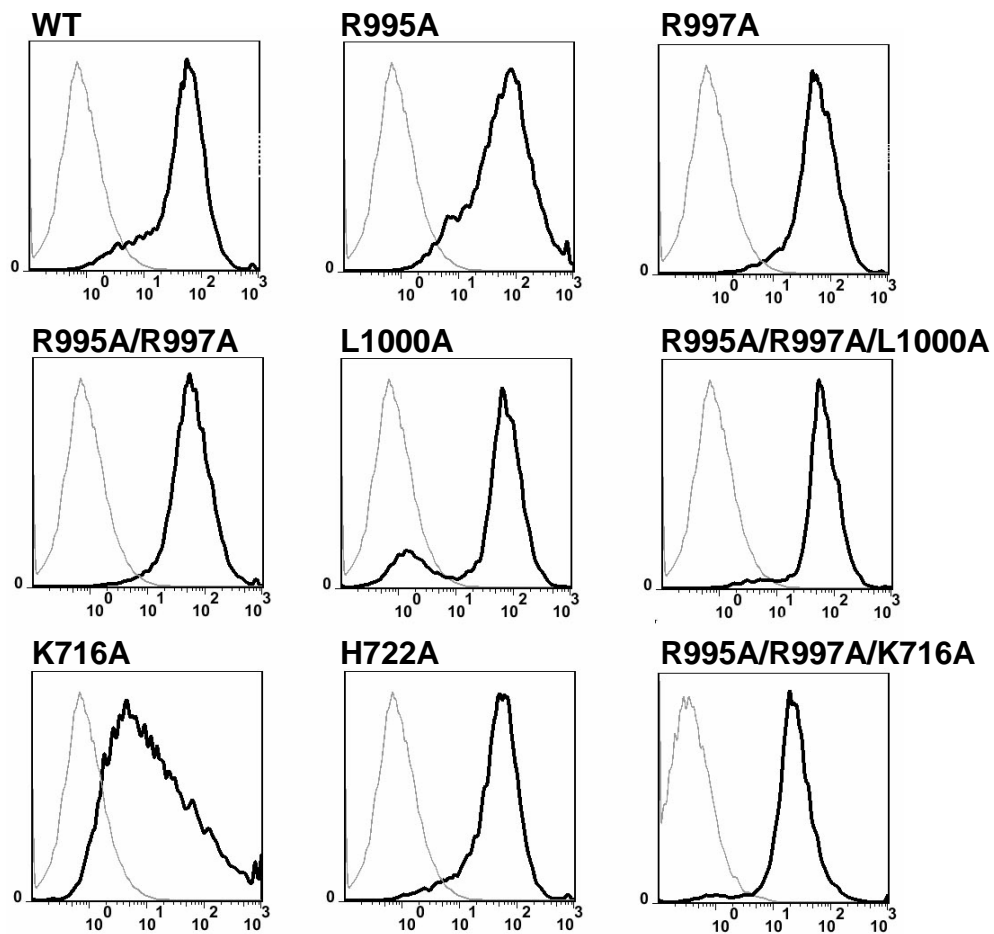 WT R995A R997A
0 0 0
10^0 10^1 10^2 10^3 10^0 10^1 10^2 10^3 10^0 10^1 10^2 10^3
R995A/R997A L1000A R995A/R997A/L1000A
0 0 0
10^0 10^1 10^2 10^3 10^0 10^1 10^2 10^3 10^0 10^1 10^2 10^3
K716A H722A R995A/R997A/K716A
0 0 0
10^0 10^1 10^2 10^3 10^0 10^1 10^2 10^3 10^0 10^1 10^2 10^3